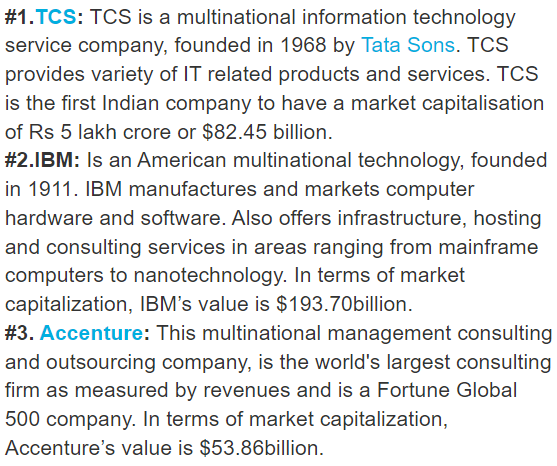 #1.TCS: TCS is a multinational information technology
service company, founded in 1968 by Tata Sons. TCS
provides variety of IT related products and services. TCS
is the first Indian company to have a market capitalisation
of Rs 5 lakh crore or $82.45 billion.
#2.IBM: Is an American multinational technology, founded
in 1911. IBM manufactures and markets computer
hardware and software. Also offers infrastructure, hosting
and consulting services in areas ranging from mainframe
computers to nanotechnology. In terms of market
capitalization, IBM’s value is $193.70billion.
#3. Accenture: This multinational management consulting
and outsourcing company, is the world's largest consulting
firm as measured by revenues and is a Fortune Global
500 company. In terms of market capitalization,
Accenture’s value is $53.86billion.